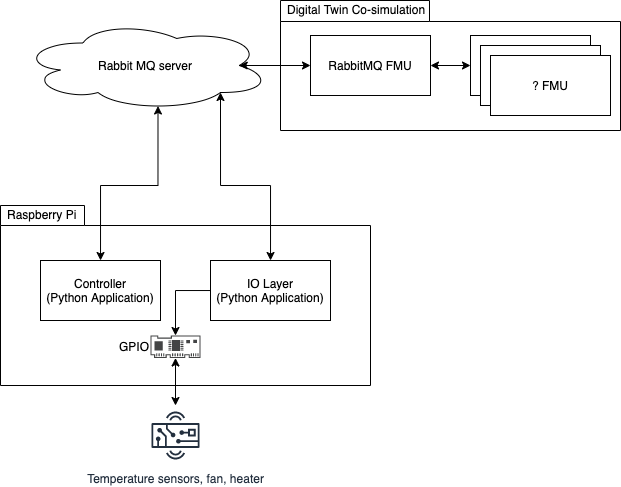 Digital Twin Co-simulation
Rabbit MQ server
RabbitMQ FMU
? FMU
Raspberry Pi
Controller
(Python Application)
IO Layer
(Python Application)
GPIO
Temperature sensors, fan, heater